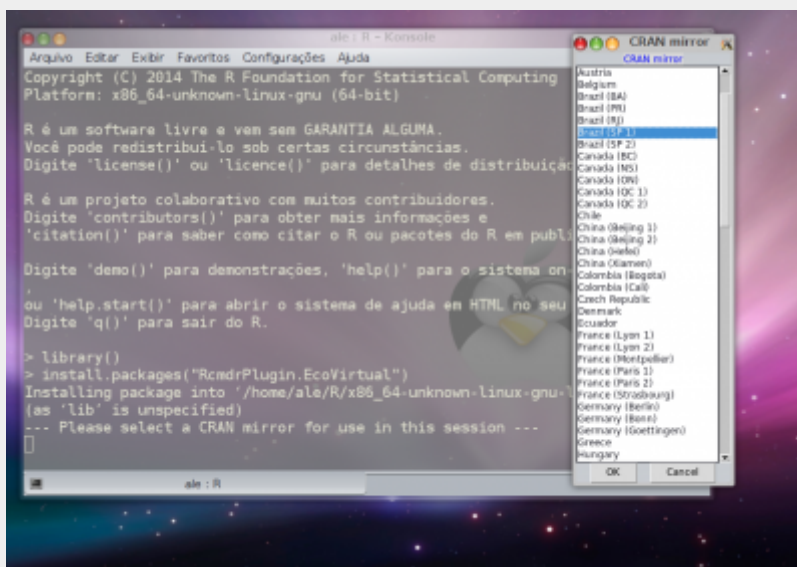 ale : R – Konsole
Arquivo Editar Exibir Favoritos Configurações Ajuda
Copyright (C) 2014 The R Foundation for Statistical Computing
Platform: x86_64-unknown-linux-gnu (64-bit)
R é um software livre e vem sem GARANTIA ALGUMA.
Você pode redistribuí-lo sob certas circunstâncias.
Digite 'license()' ou 'licence()' para detalhes de distribuição
R é um projeto colaborativo com muitos contribuidores.
Digite 'contributors()' para obter mais informações e
'citation()' para saber como citar o R ou pacotes do R em publi
Digite 'demo()' para demonstrações, 'help()' para o sistema on-
,
ou 'help.start()' para abrir o sistema de ajuda em HTML no seu
Digite 'q()' para sair do R.
> library()
> install.packages("RcmdrPlugin.EcoVirtual")
Installing package into '/home/ale/R/x86_64-unknown-linux-gnu-l
(as 'lib' is unspecified)
--- Please select a CRAN mirror for use in this session ---
ale : R
CRAN mirror
CRAN mirror
Austria
Belgium
Brazil (BA)
Brazil (PR)
Brazil (RJ)
Brazil (SP 1)
Brazil (SP 2)
Canada (BC)
Canada (NS)
Canada (ON)
Canada (QC 1)
Canada (QC 2)
Chile
China (Beijing 1)
China (Beijing 2)
China (Hefei)
China (Xiamen)
Colombia (Bogota)
Colombia (Cali)
Czech Republic
Denmark
Ecuador
France (Lyon 1)
France (Lyon 2)
France (Montpellier)
France (Paris 1)
France (Paris 2)
France (Strasbourg)
Germany (Berlin)
Germany (Bonn)
Germany (Goettingen)
Greece
Hungary
OK Cancel